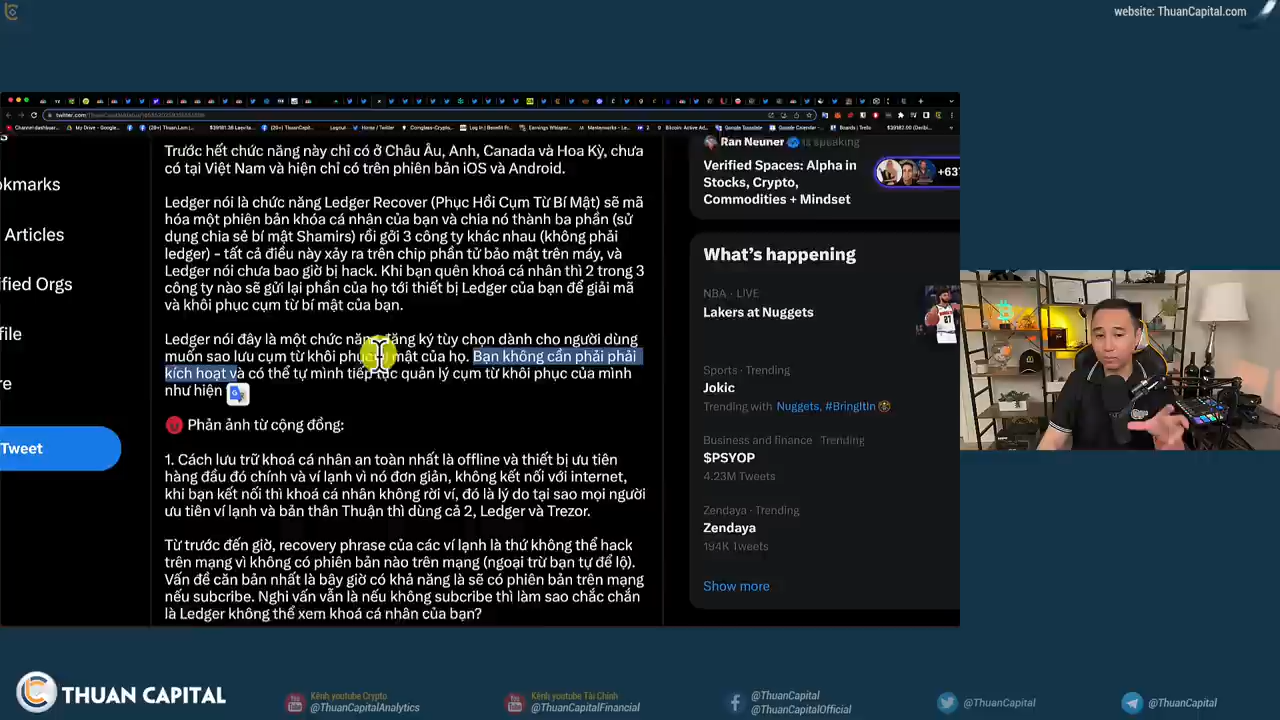 website: ThuanCapital.com
Trước hết chức năng này chỉ có ở Châu Âu, Anh, Canada và Hoa Kỳ, chưa
có tại Việt Nam và hiện chỉ có trên phiên bản iOS và Android.
Ledger nói là chức năng Ledger Recover (Phục Hồi Cụm Từ Bí Mật) sẽ mã
hóa một phiên bản khóa cá nhân của bạn và chia nó thành ba phần (sử
dụng chia sẻ bí mật Shamirs) rồi gởi 3 công ty khác nhau (không phải
ledger) - tất cả điều này xảy ra trên chip phần tử bảo mật trên máy, và
Ledger nói chưa bao giờ bị hack. Khi bạn quên khoá cá nhân thì 2 trong 3
công ty nào sẽ gửi lại phần của họ tới thiết bị Ledger của bạn để giải mã
và khôi phục cụm từ bí mật của bạn.
Ledger nói đây là một chức năng đăng ký tùy chọn dành cho người dùng
muốn sao lưu cụm từ khôi phục mật của họ. Bạn không cần phải phải
kích hoạt và có thể tự mình tiếp tục quản lý cụm từ khôi phục của mình
như hiện
Phản ảnh từ cộng đồng:
1. Cách lưu trữ khoá cá nhân an toàn nhất là offline và thiết bị ưu tiên
hàng đầu đó chính và ví lạnh vì nó đơn giản, không kết nối với internet,
khi bạn kết nối thì khoá cá nhân không rời ví, đó là lý do tại sao mọi người
ưu tiên ví lạnh và bản thân Thuận thì dùng cả 2, Ledger và Trezor.
Từ trước đến giờ, recovery phrase của các ví lạnh là thứ không thể hack
trên mạng vì không có phiên bản nào trên mạng (ngoại trừ bạn tự để lộ).
Vấn đề căn bản nhất là bây giờ có khả năng là sẽ có phiên bản trên mạng
nếu subcribe. Nghi vấn vẫn là nếu không subcribe thì làm sao chắc chắn
là Ledger không thể xem khoá cá nhân của bạn?
okmarks
Articles
ified Orgs
file
re
Tweet
Ran Neuner is speaking
Verified Spaces: Alpha in
Stocks, Crypto,
Commodities + Mindset
+637
What's happening
NBA · LIVE
Lakers at Nuggets
Sports · Trending
Jokic
Trending with Nuggets, #BringItIn
Business and finance · Trending
$PSYOP
4.23M Tweets
Zendaya · Trending
Zendaya
194K Tweets
Show more
THUAN CAPITAL
Kênh youtube Crypto
@ThuanCapitalAnalytics
Kênh youtube Tài Chính
@ThuanCapitalFinancial
@ThuanCapital
@ThuanCapitalOfficial
@ThuanCapital
@ThuanCapital